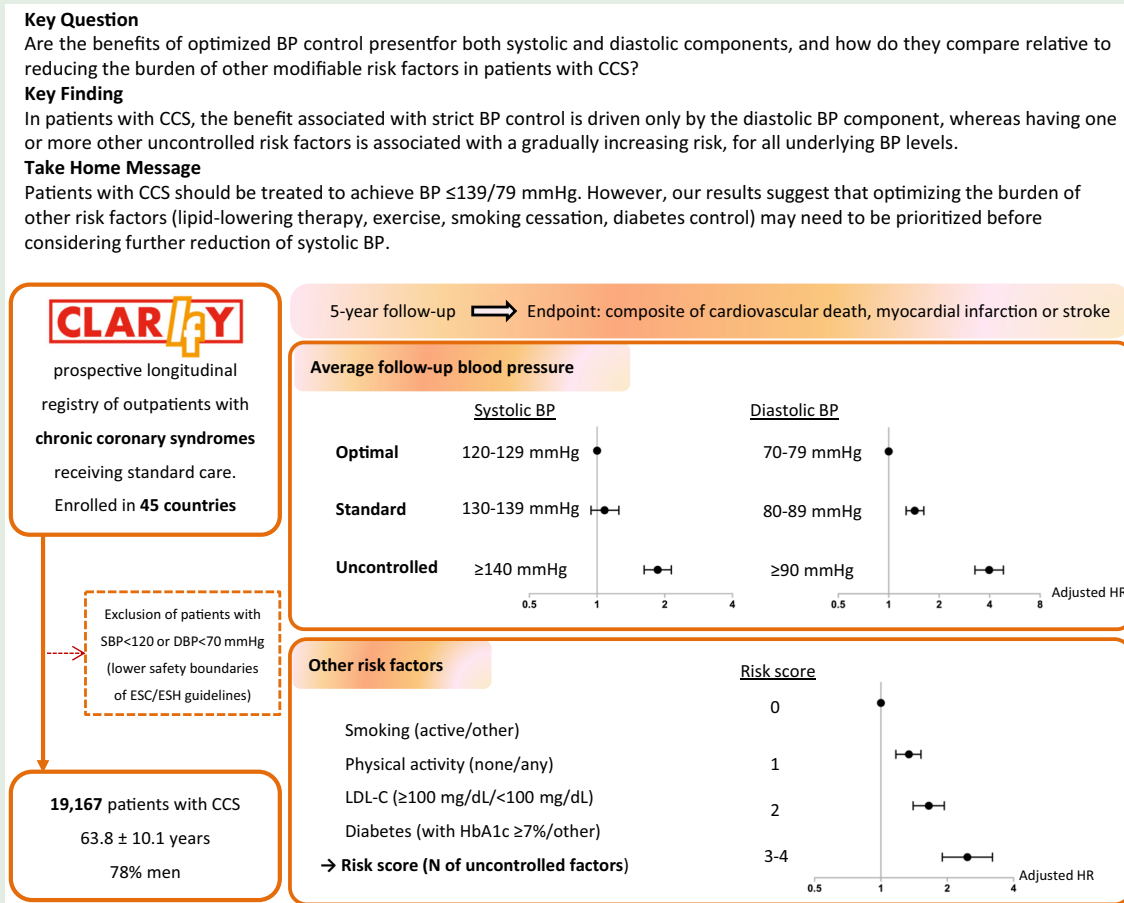 Key Question
Are the benefits of optimized BP control presentfor both systolic and diastolic components, and how do they compare relative to
reducing the burden of other modifiable risk factors in patients with CCS?
Key Finding
In patients with CCS, the benefit associated with strict BP control is driven only by the diastolic BP component, whereas having one
or more other uncontrolled risk factors is associated with a gradually increasing risk, for all underlying BP levels.
Take Home Message
Patients with CCS should be treated to achieve BP ≤139/79 mmHg. However, our results suggest that optimizing the burden of
other risk factors (lipid-lowering therapy, exercise, smoking cessation, diabetes control) may need to be prioritized before
considering further reduction of systolic BP.
CLARIfY
prospective longitudinal
registry of outpatients with
chronic coronary syndromes
receiving standard care.
Enrolled in 45 countries
Exclusion of patients with
SBP<120 or DBP<70 mmHg
(lower safety boundaries
of ESC/ESH guidelines)
19,167 patients with CCS
63.8 ± 10.1 years
78% men
5-year follow-up ⇒ Endpoint: composite of cardiovascular death, myocardial infarction or stroke
Average follow-up blood pressure
Systolic BP Diastolic BP
Optimal 120-129 mmHg 70-79 mmHg
Standard 130-139 mmHg 80-89 mmHg
Uncontrolled ≥140 mmHg ≥90 mmHg
Adjusted HR
0.5 1 2 4 0.5 1 2 4 8
Other risk factors
Risk score
0
Smoking (active/other)
Physical activity (none/any)
1
LDL-C (≥100 mg/dL/<100 mg/dL)
2
Diabetes (with HbA1c ≥7%/other)
3-4
→ Risk score (N of uncontrolled factors)
Adjusted HR
0.5 1 2 4